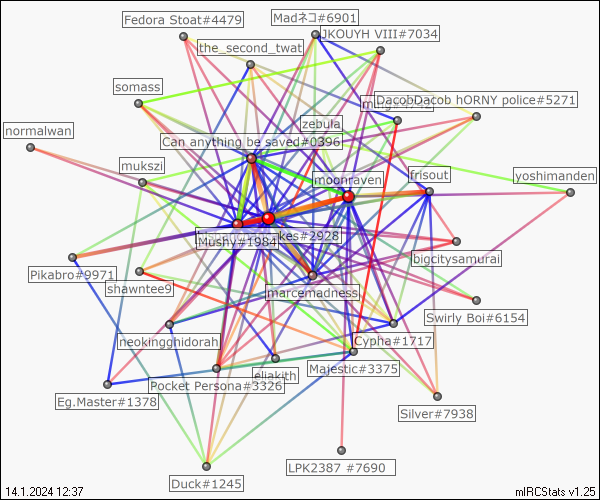 Fedora Stoat#4479
Madネコ#6901
JKOUYH VIII#7034
the_second_twat
somass
DacobDacob hORNY police#5271
zebula
normalwan
Can anything be saved#0396
mukszi
moonraven
frisout
yoshimanden
Mushy#1984
akes#2928
bigcitysamurai
Pikabro#9971
shawntee9
marcemadness
Swirly Boi#6154
neokingghidorah
Cypha#1717
Majestic#3375
eliakith
Pocket Persona#3326
Eg.Master#1378
Silver#7938
LPK2387 #7690
Duck#1245
14.1.2024 12:37
mIRCStats v1.25